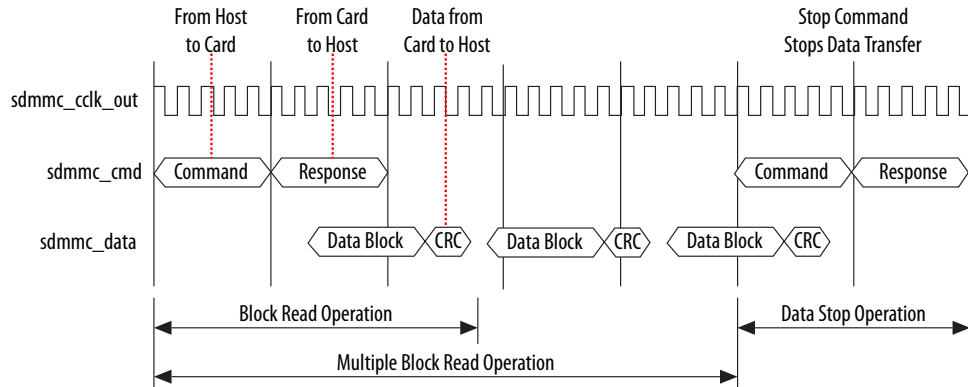 From Host
to Card
From Card
to Host
Data from
Card to Host
Stop Command
Stops Data Transfer
sdmmc_cclk_out
sdmmc_cmd
Command
Response
Command
Response
sdmmc_data
Data Block
CRC
Data Block
CRC
Data Block
CRC
Block Read Operation
Data Stop Operation
Multiple Block Read Operation